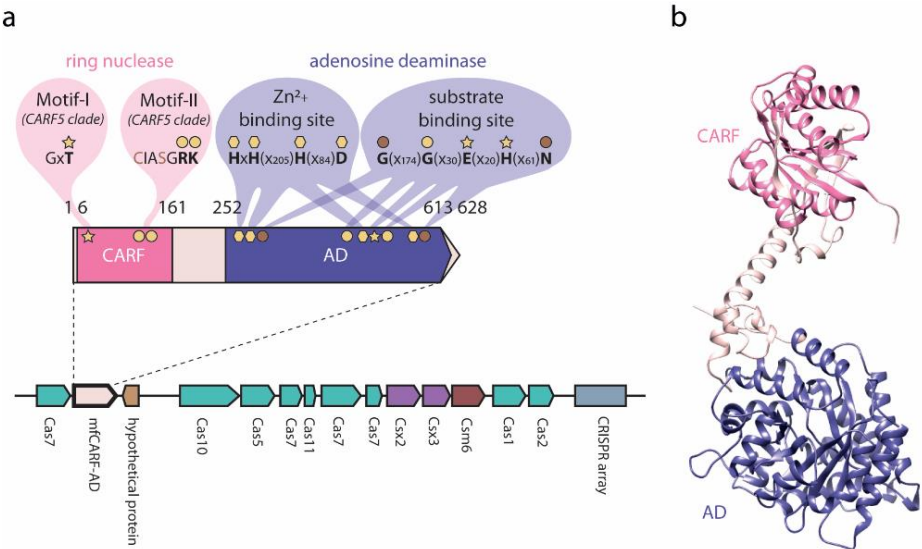 a
ring nuclease
adenosine deaminase
Motif-I
(CARF5 clade)
GxT
Motif-II
(CARF5 clade)
CIASGRK
Zn²⁺
binding site
HxH(X205)H(X84)D
substrate
binding site
G(X174)G(X30)E(X20)H(X61)N
1 6 161 252 613 628
CARF
AD
Cas7
mfCARF-AD
hypothetical protein
Cas10
Cas5
Cas7
Cas11
Cas7
Cas7
Csx2
Csx3
Csm6
Cas1
Cas2
CRISPR array
b
CARF
AD